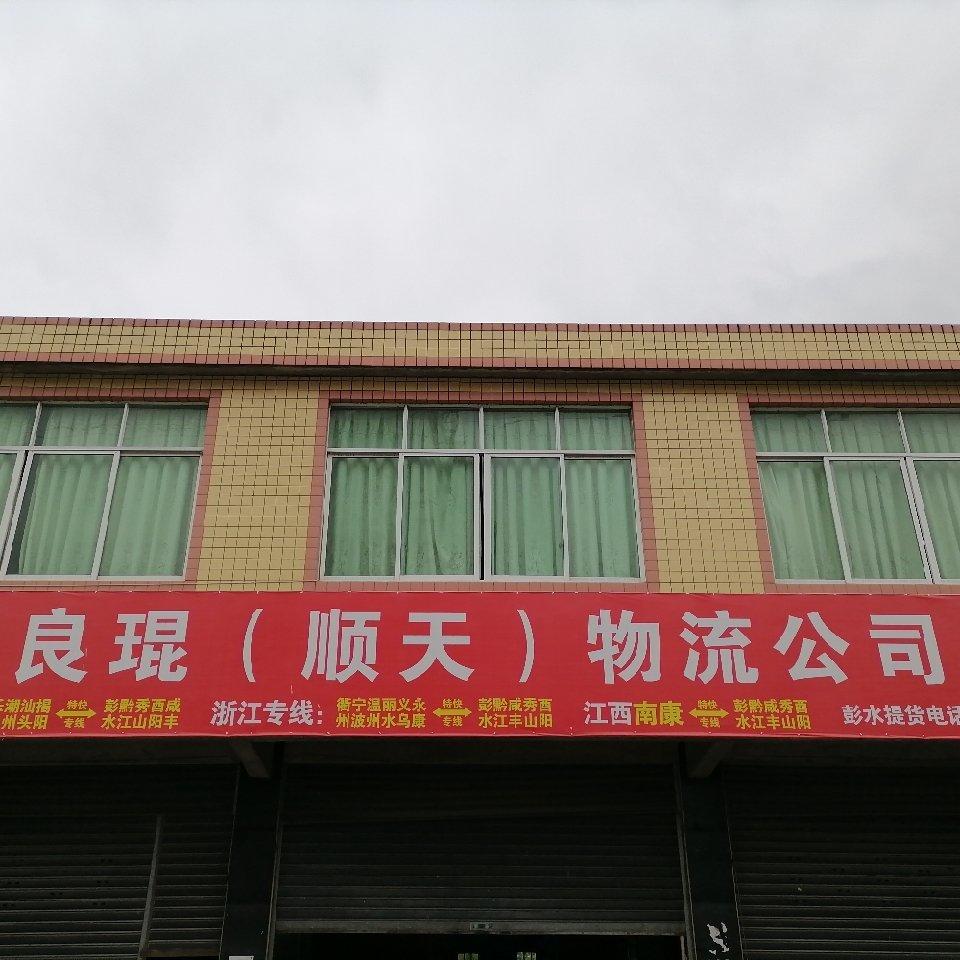 良琨（顺天）物流公司
潮汕揭 特快 彭黔秀酉咸
州头阳 专线 水江山阳丰
浙江专线： 衢宁温丽义永 特快 彭黔咸秀酉
州波州水乌康 专线 水江丰山阳
江西南康 特快 彭黔咸秀酉
专线 水江丰山阳
彭水提货电话